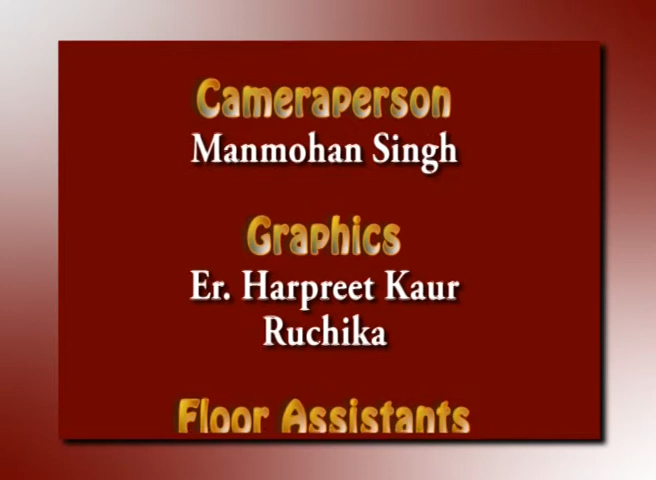 Cameraperson
Manmohan Singh
Graphics
Er. Harpreet Kaur
Ruchika
Floor Assistants